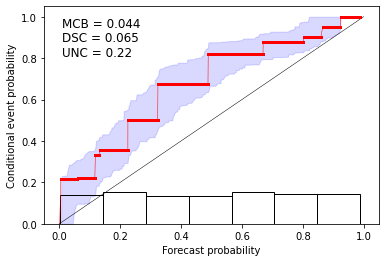 MCB = 0.044
DSC = 0.065
UNC = 0.22
Conditional event probability
1.0
0.8
0.6
0.4
0.2
0.0
0.0 0.2 0.4 0.6 0.8 1.0
Forecast probability